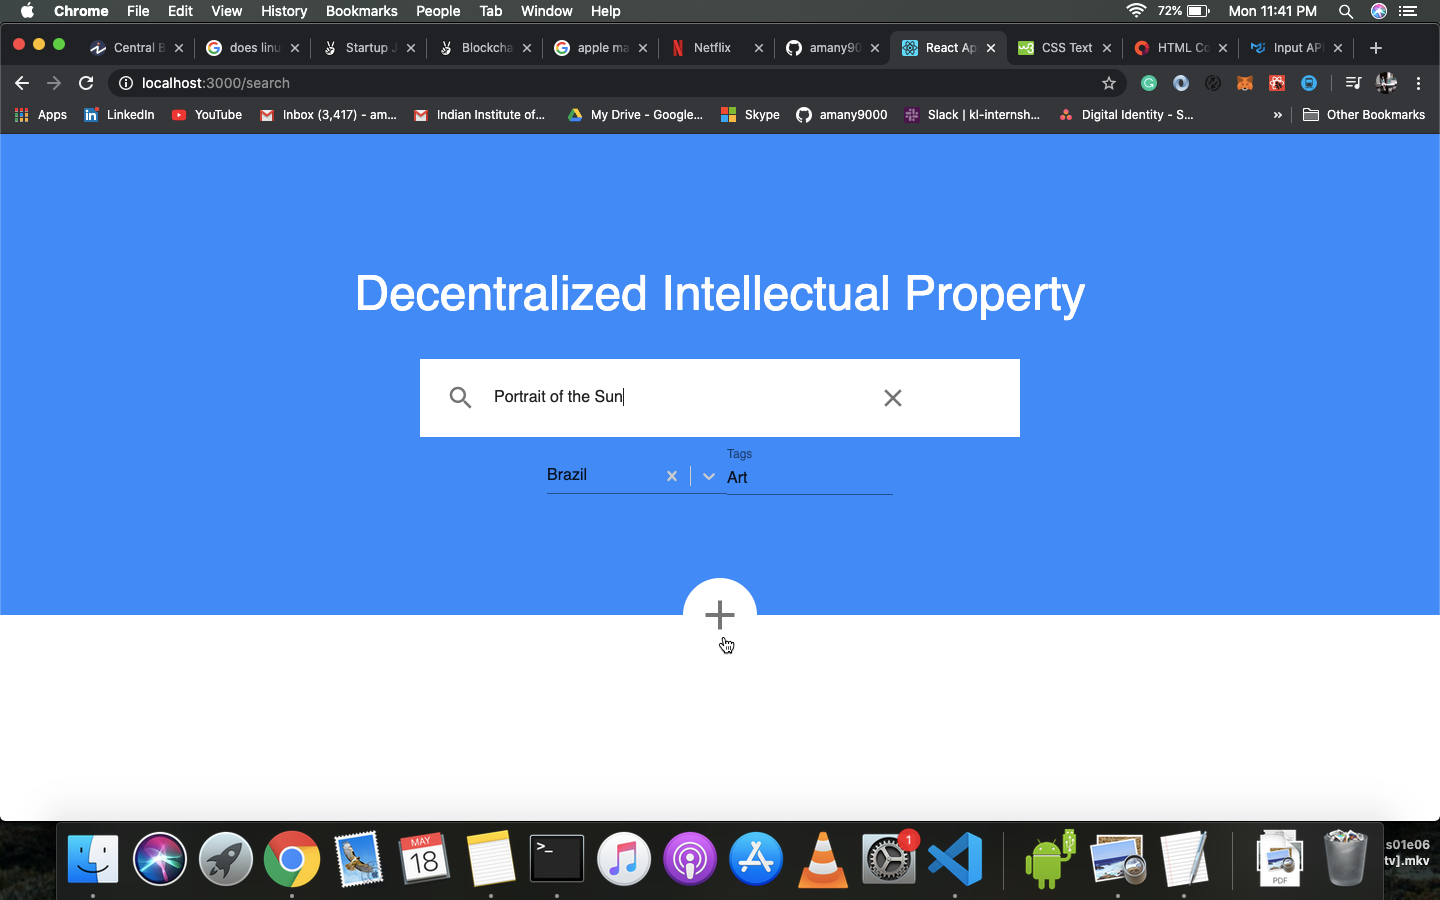 Chrome File Edit View History Bookmarks People Tab Window Help 72% Mon 11:41 PM
Central B does linu Startup J Blockcha apple ma Netflix amany90 React Ap CSS Text HTML Co Input AP
localhost:3000/search
Apps LinkedIn YouTube Inbox (3,417) - am... Indian Institute of... My Drive - Google... Skype amany9000 Slack | kl-internsh... Digital Identity - S... » Other Bookmarks
Decentralized Intellectual Property
Portrait of the Sun
Tags
Brazil Art
MAY
18
>_
1
PDF
s01e06
tv].mkv